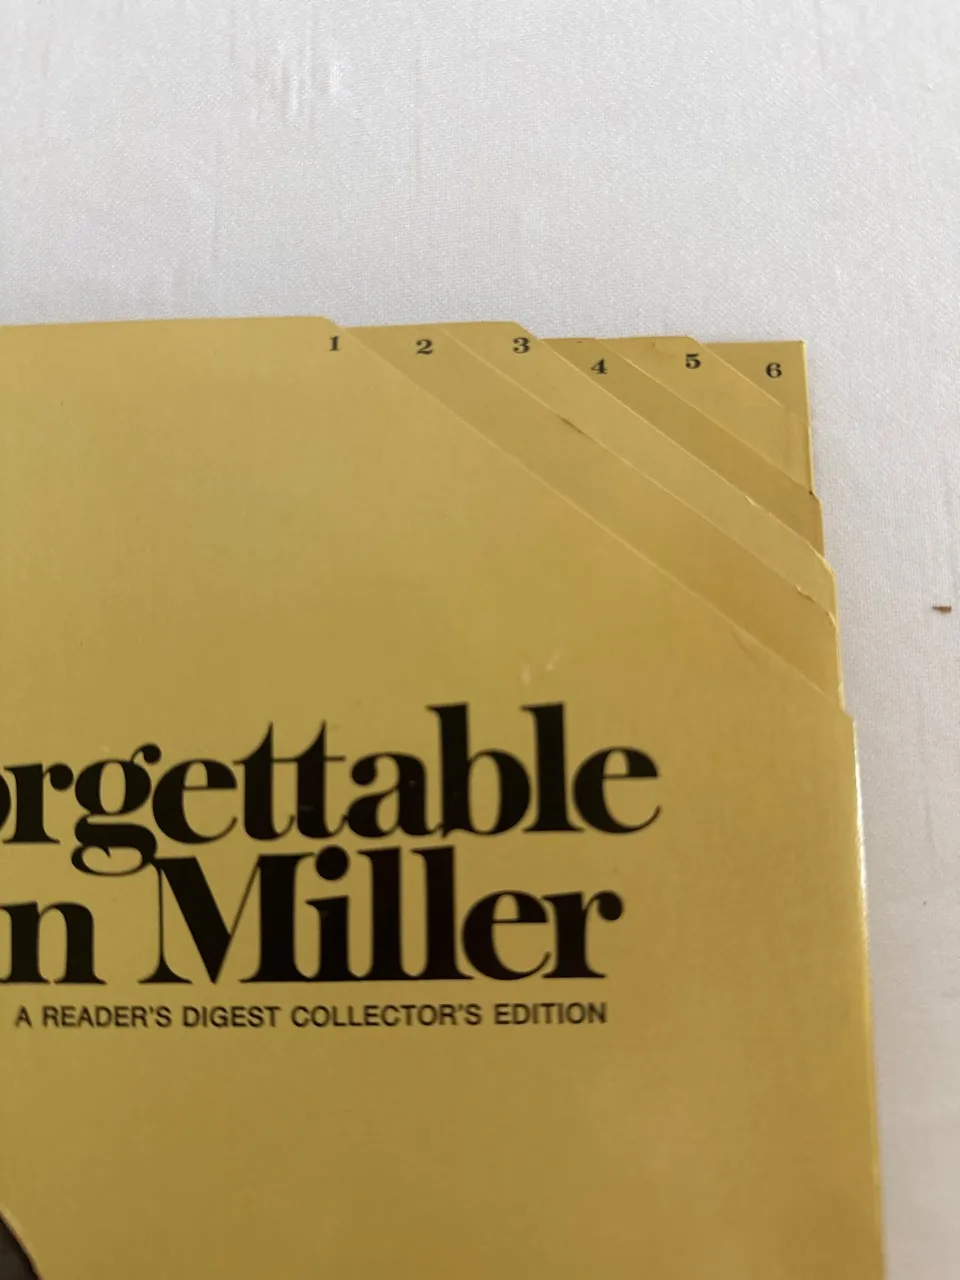 1 2 3 4 5 6
orgettable
n Miller
A READER'S DIGEST COLLECTOR'S EDITION